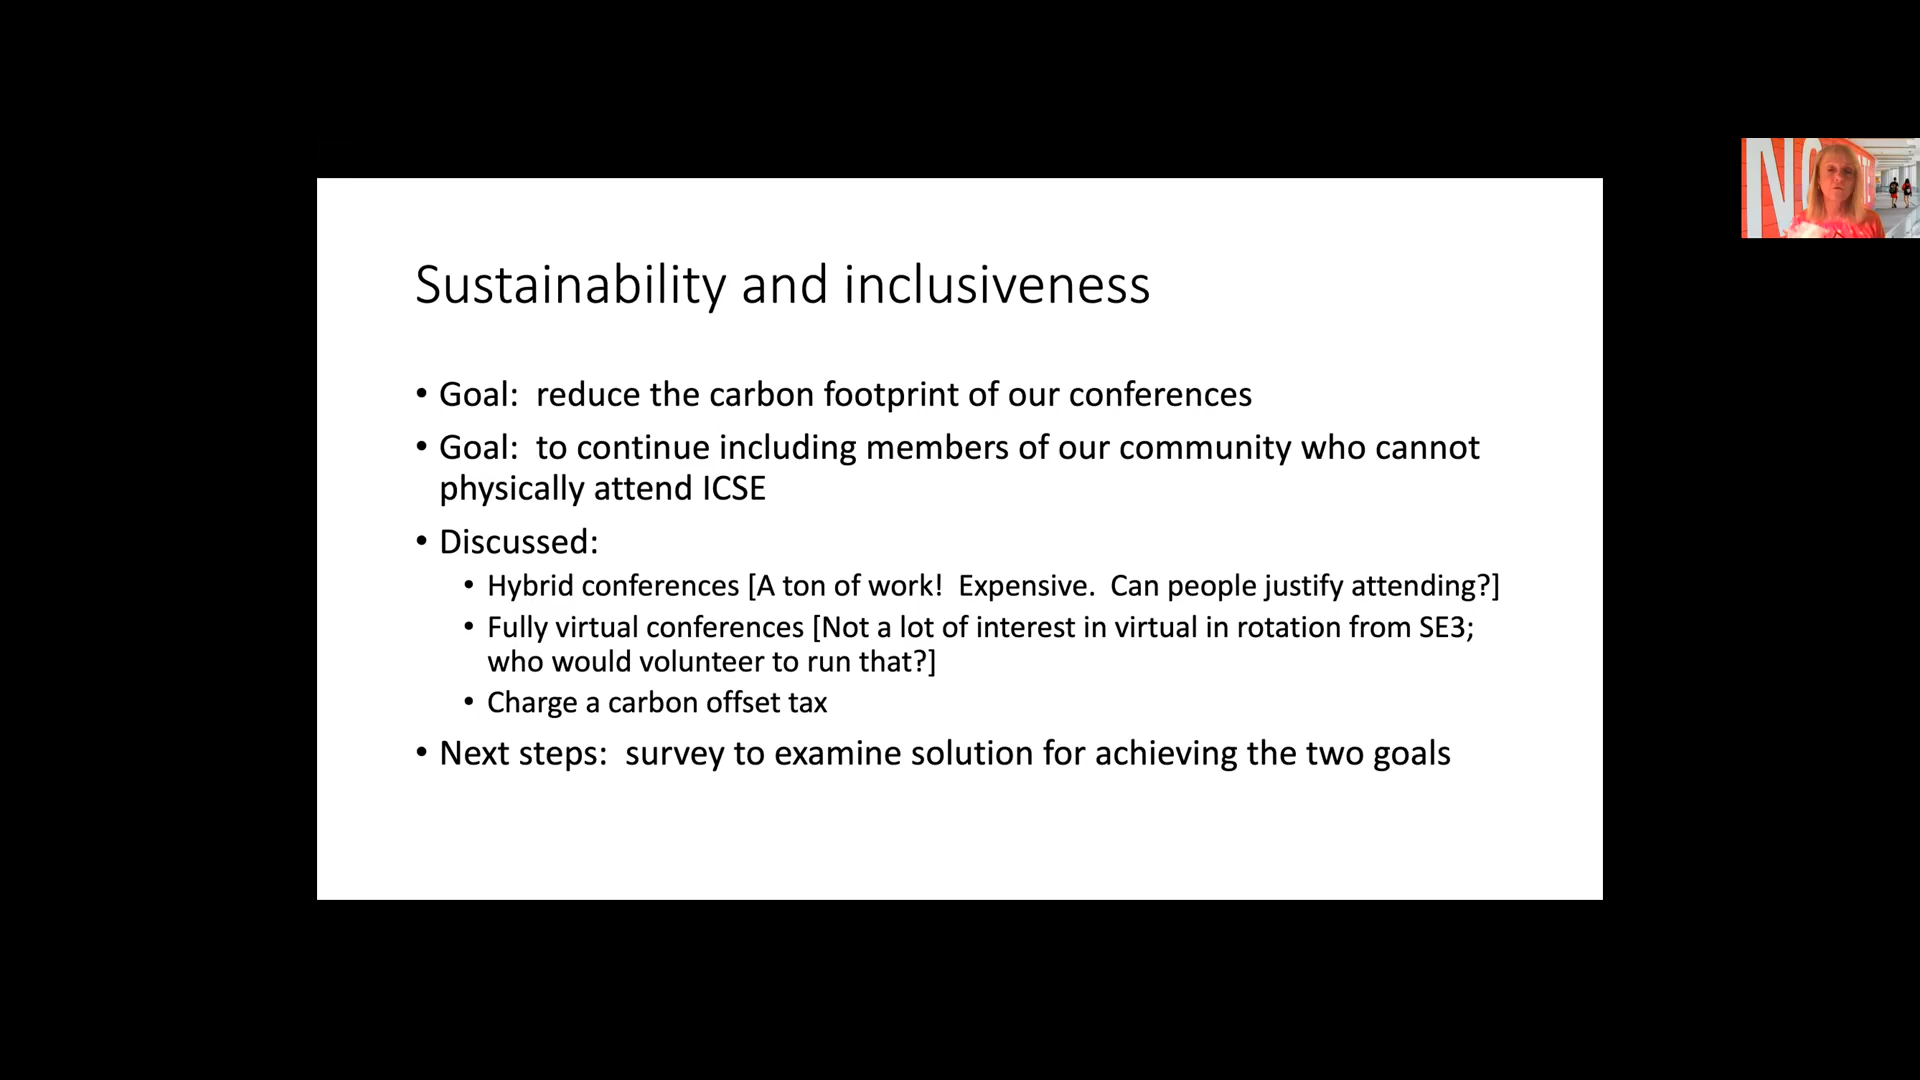 Sustainability and inclusiveness
• Goal:  reduce the carbon footprint of our conferences
• Goal:  to continue including members of our community who cannot
physically attend ICSE
• Discussed:
• Hybrid conferences [A ton of work!  Expensive.  Can people justify attending?]
• Fully virtual conferences [Not a lot of interest in virtual in rotation from SE3;
who would volunteer to run that?]
• Charge a carbon offset tax
• Next steps:  survey to examine solution for achieving the two goals